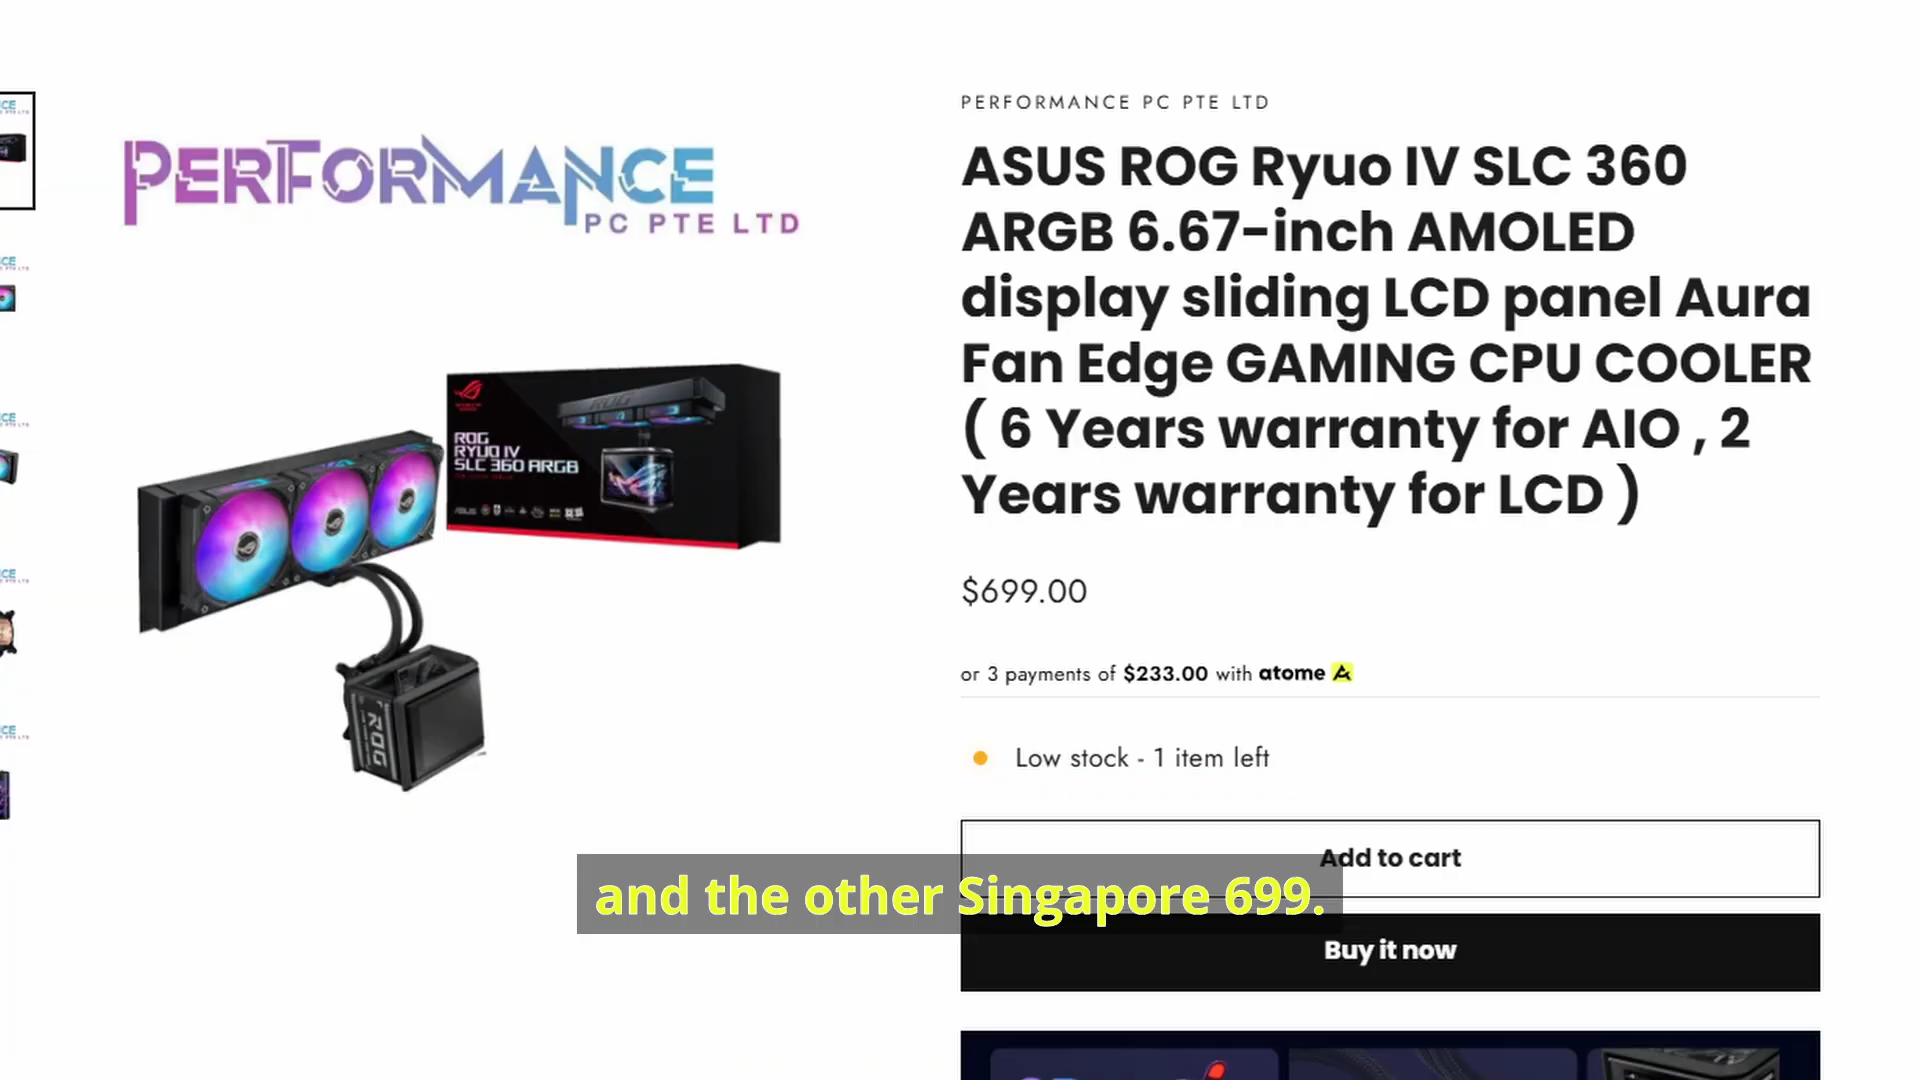 PERFORMANCE PC PTE LTD
PERFORMANCE
PC PTE LTD
ASUS ROG Ryuo IV SLC 360
ARGB 6.67-inch AMOLED
display sliding LCD panel Aura
Fan Edge GAMING CPU COOLER
( 6 Years warranty for AIO , 2
Years warranty for LCD )
ROG
RYUO IV
SLC 360 ARGB
ROG
$699.00
or 3 payments of $233.00 with atome
Low stock - 1 item left
Add to cart
and the other Singapore 699.
Buy it now